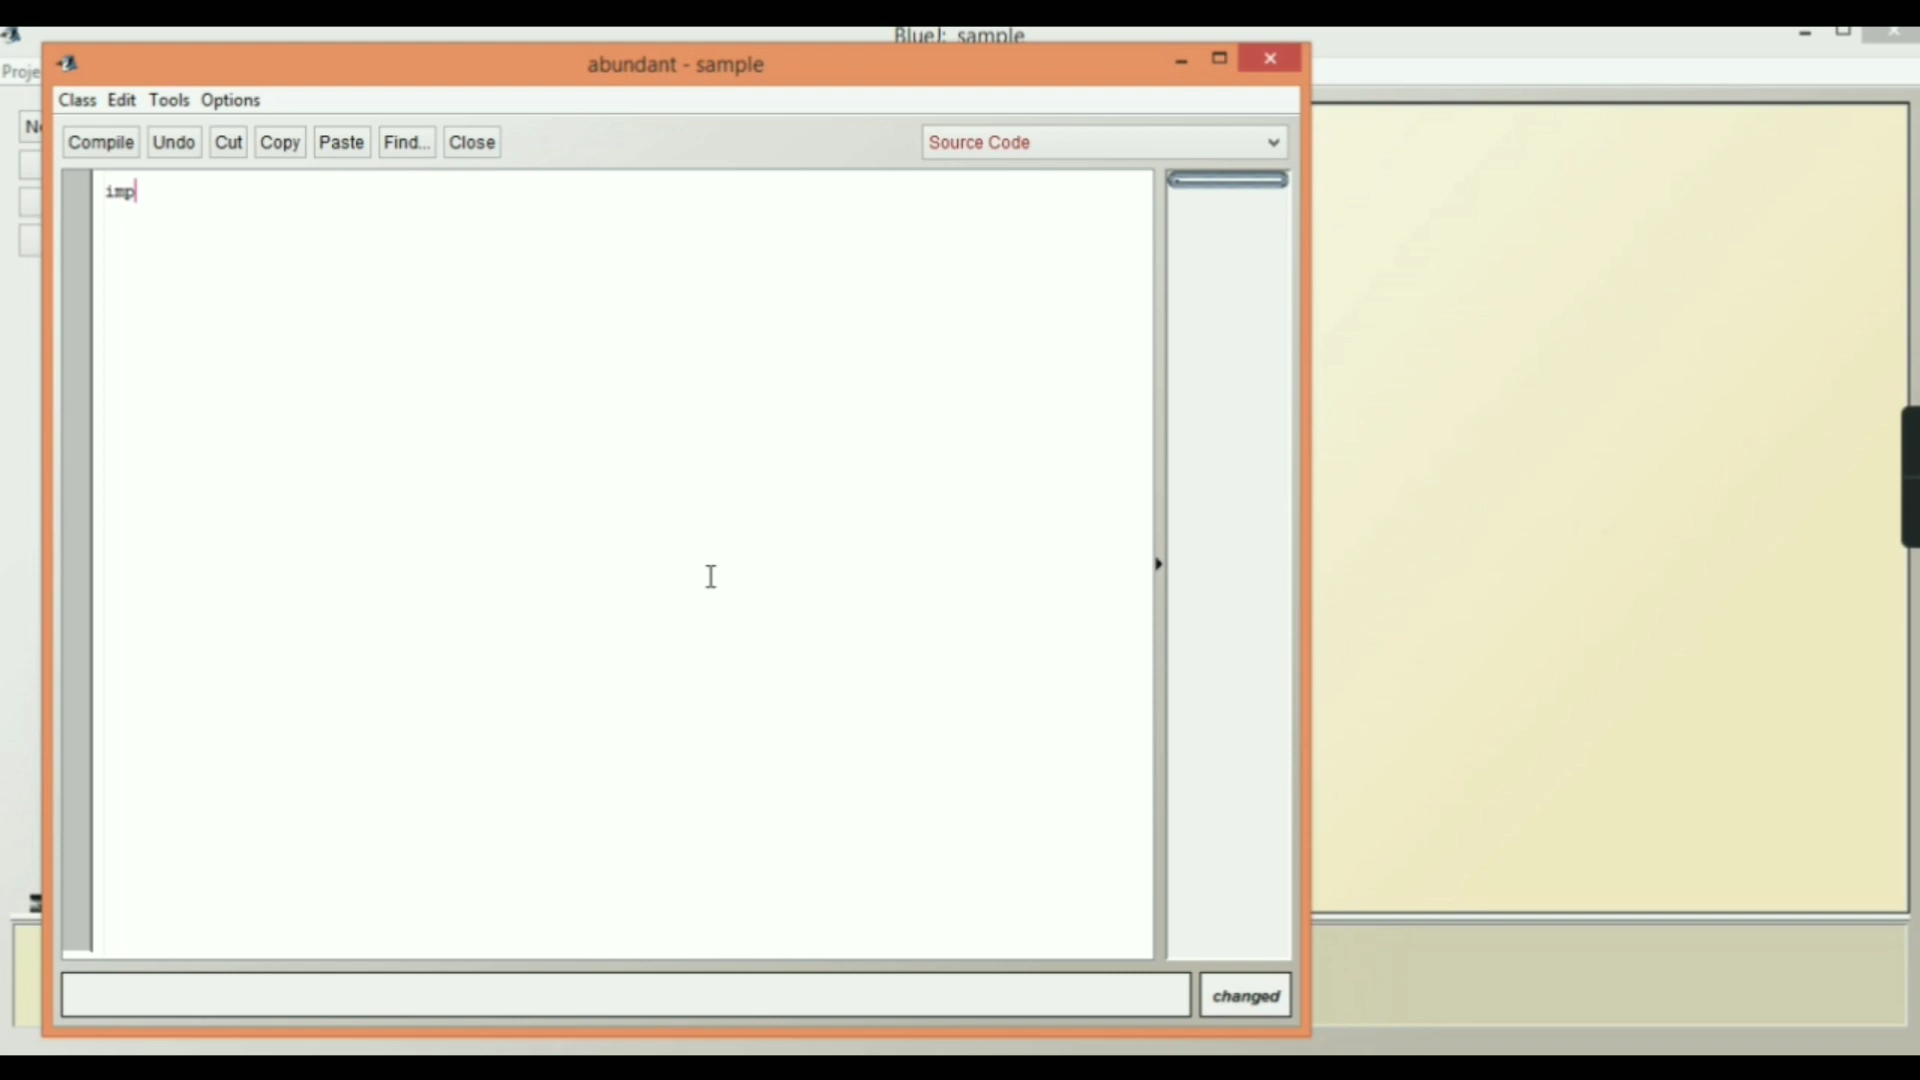 BlueJ: sample
abundant - sample
Proje
Class Edit Tools Options
Compile Undo Cut Copy Paste Find... Close
Source Code
imp
changed